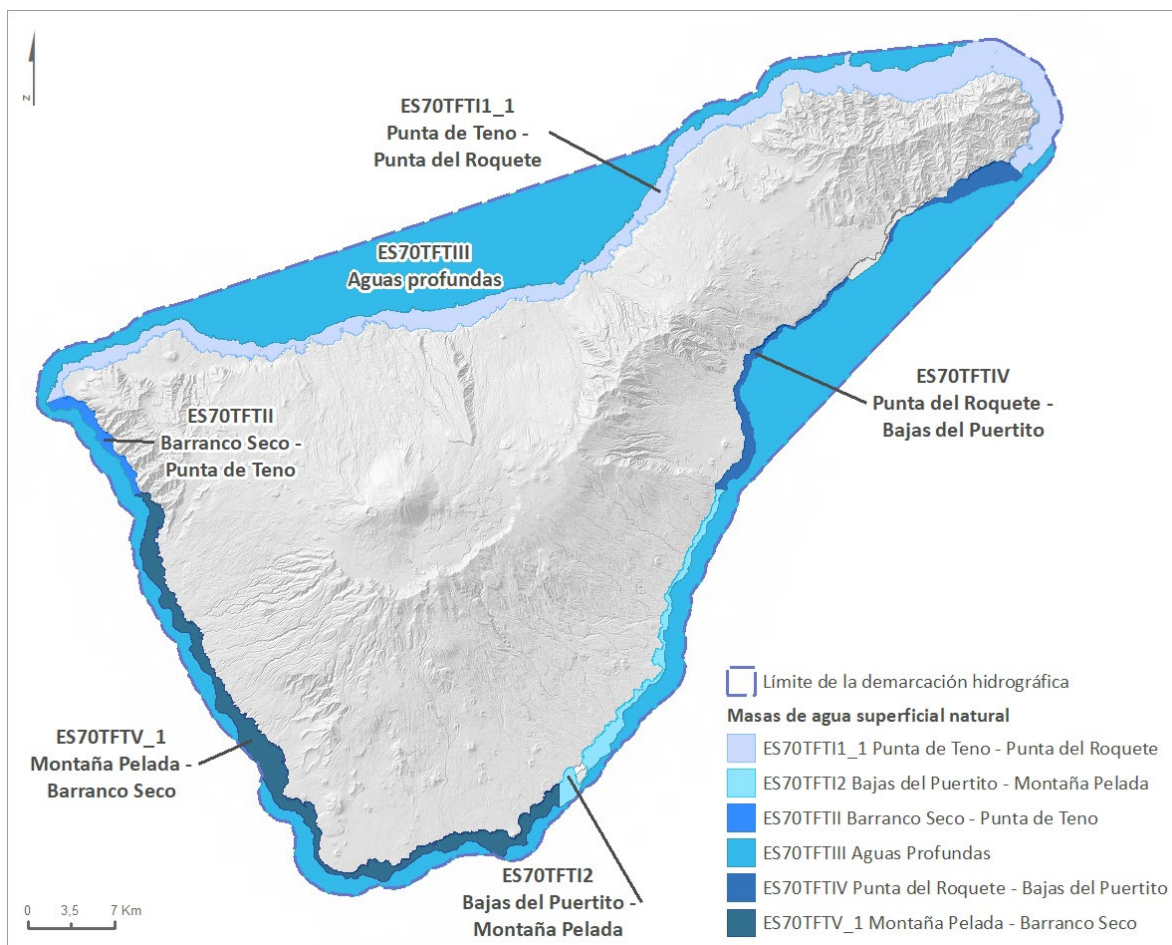 N
ES70TFTI1_1
Punta de Teno -
Punta del Roquete
ES70TFTIII
Aguas profundas
ES70TFTIV
Punta del Roquete -
Bajas del Puertito
ES70TFTII
Barranco Seco -
Punta de Teno
ES70TFTV_1
Montaña Pelada -
Barranco Seco
ES70TFTI2
Bajas del Puertito -
Montaña Pelada
0 3,5 7 Km
Límite de la demarcación hidrográfica
Masas de agua superficial natural
ES70TFTI1_1 Punta de Teno - Punta del Roquete
ES70TFTI2 Bajas del Puertito - Montaña Pelada
ES70TFTII Barranco Seco - Punta de Teno
ES70TFTIII Aguas Profundas
ES70TFTIV Punta del Roquete - Bajas del Puertito
ES70TFTV_1 Montaña Pelada - Barranco Seco